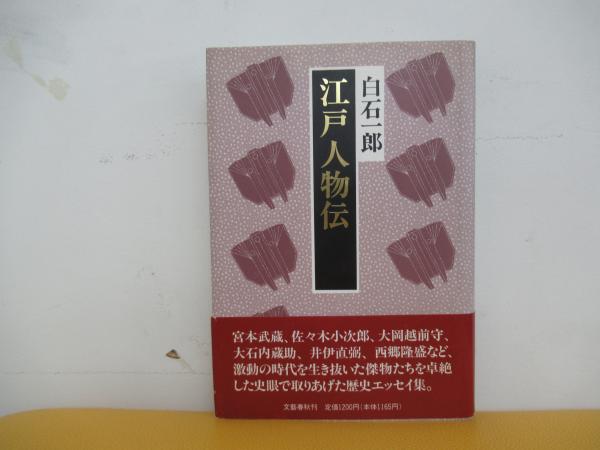 白石一郎
江戸人物伝
宮本武蔵、佐々木小次郎、大岡越前守、
大石内蔵助、井伊直弼、西郷隆盛など、
激動の時代を生き抜いた傑物たちを卓絶
した史眼で取りあげた歴史エッセイ集。
文藝春秋刊 定価1200円(本体1,165円)